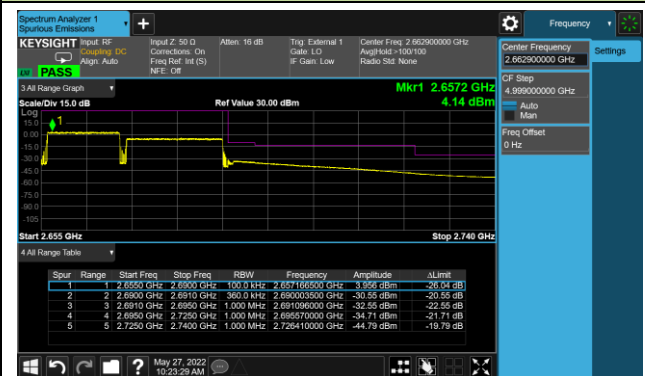 Spectrum Analyzer 1
Spurious Emissions
Frequency
KEYSIGHT
Input: RF
Coupling: DC
Align: Auto
Input Z: 50 Ω
Corrections: On
Freq Ref: Int (S)
NFE: Off
Atten: 16 dB
Trig: External 1
Gate: LO
IF Gain: Low
Center Freq: 2.662900000 GHz
Avg|Hold >100/100
Radio Std: None
PASS
Center Frequency
2.662900000 GHz
Settings
CF Step
4.999000000 GHz
Auto
Man
Freq Offset
0 Hz
3 All Range Graph
Mkr1 2.6572 GHz
4.14 dBm
Scale/Div 15.0 dB
Ref Value 30.00 dBm
Log
15.0
0.00
-15.0
-30.0
-45.0
-60.0
-75.0
-90.0
-105
1
Start 2.655 GHz
Stop 2.740 GHz
4 All Range Table
Spur Range Start Freq Stop Freq RBW Frequency Amplitude ΔLimit
1 1 2.6550 GHz 2.6900 GHz 100.0 kHz 2.657166500 GHz 3.956 dBm -26.04 dB
2 2 2.6900 GHz 2.6910 GHz 360.0 kHz 2.690003500 GHz -30.55 dBm -20.55 dB
3 3 2.6910 GHz 2.6950 GHz 1.000 MHz 2.691096000 GHz -32.55 dBm -22.55 dB
4 4 2.6950 GHz 2.7250 GHz 1.000 MHz 2.695570000 GHz -34.71 dBm -21.71 dB
5 5 2.7250 GHz 2.7400 GHz 1.000 MHz 2.726410000 GHz -44.79 dBm -19.79 dB
May 27, 2022
10:23:29 AM